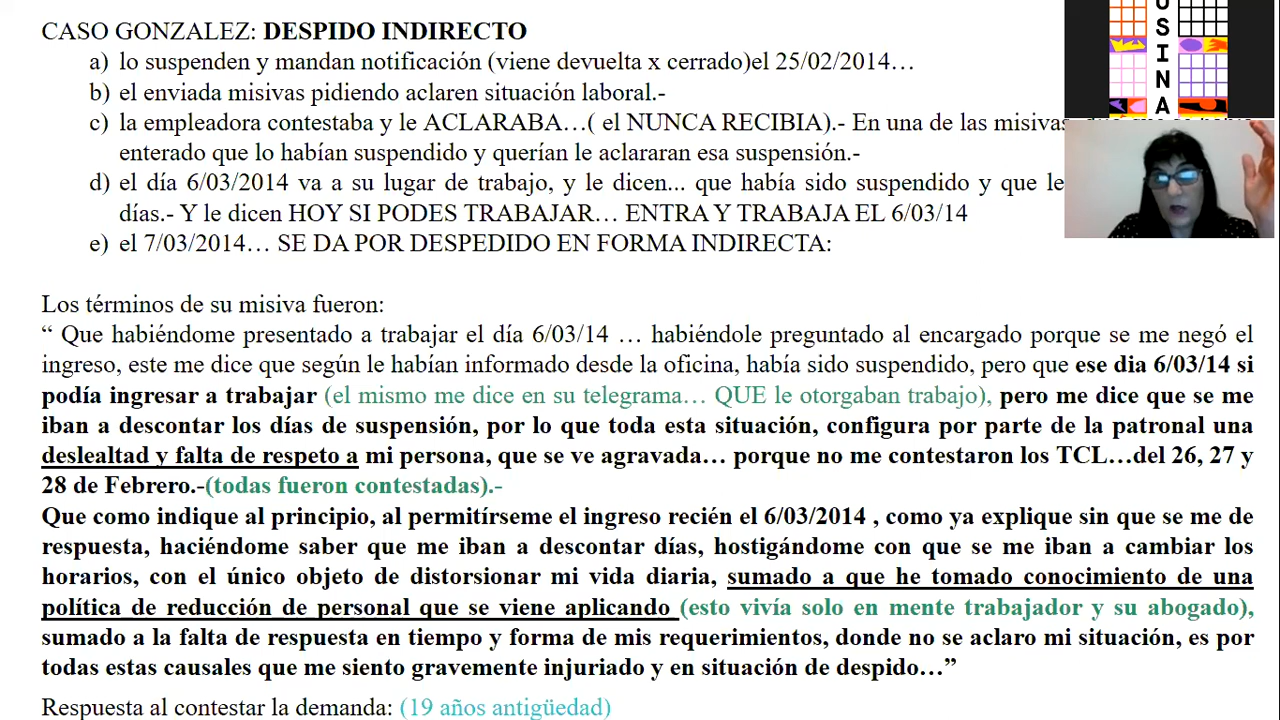 CASO GONZALEZ: DESPIDO INDIRECTO
a) lo suspenden y mandan notificación (viene devuelta x cerrado)el 25/02/2014…
b) el enviada misivas pidiendo aclaren situación laboral.-
c) la empleadora contestaba y le ACLARABA…( el NUNCA RECIBIA).- En una de las misivas
enterado que lo habían suspendido y querían le aclararan esa suspensión.-
d) el día 6/03/2014 va a su lugar de trabajo, y le dicen... que había sido suspendido y que le
días.- Y le dicen HOY SI PODES TRABAJAR… ENTRA Y TRABAJA EL 6/03/14
e) el 7/03/2014… SE DA POR DESPEDIDO EN FORMA INDIRECTA:
Los términos de su misiva fueron:
“ Que habiéndome presentado a trabajar el día 6/03/14 … habiéndole preguntado al encargado porque se me negó el
ingreso, este me dice que según le habían informado desde la oficina, había sido suspendido, pero que ese dia 6/03/14 si
podía ingresar a trabajar (el mismo me dice en su telegrama… QUE le otorgaban trabajo), pero me dice que se me
iban a descontar los días de suspensión, por lo que toda esta situación, configura por parte de la patronal una
deslealtad y falta de respeto a mi persona, que se ve agravada… porque no me contestaron los TCL…del 26, 27 y
28 de Febrero.-(todas fueron contestadas).-
Que como indique al principio, al permitírseme el ingreso recién el 6/03/2014 , como ya explique sin que se me de
respuesta, haciéndome saber que me iban a descontar días, hostigándome con que se me iban a cambiar los
horarios, con el único objeto de distorsionar mi vida diaria, sumado a que he tomado conocimiento de una
política de reducción de personal que se viene aplicando (esto vivía solo en mente trabajador y su abogado),
sumado a la falta de respuesta en tiempo y forma de mis requerimientos, donde no se aclaro mi situación, es por
todas estas causales que me siento gravemente injuriado y en situación de despido…”
Respuesta al contestar la demanda: (19 años antigüedad)
USINA